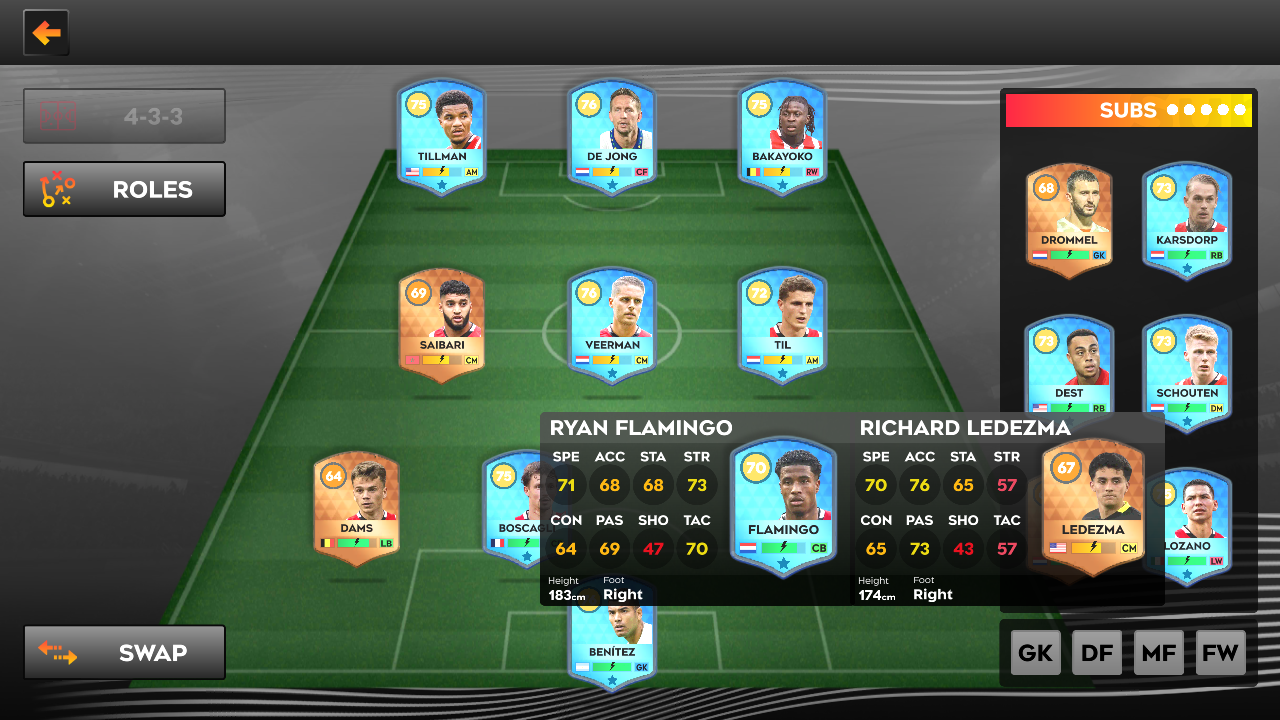 4-3-3
ROLES
SWAP
SUBS
75
TILLMAN
AM
76
DE JONG
CF
75
BAKAYOKO
RW
69
SAIBARI
CM
76
VEERMAN
CM
72
TIL
AM
64
DAMS
LB
75
BOSCAGL
BENÍTEZ
GK
68
DROMMEL
GK
73
KARSDORP
RB
73
DEST
RB
73
SCHOUTEN
DM
LOZANO
LW
RYAN FLAMINGO
SPE ACC STA STR
71 68 68 73
CON PAS SHO TAC
64 69 47 70
Height Foot
183cm Right
70
FLAMINGO
CB
RICHARD LEDEZMA
SPE ACC STA STR
70 76 65 57
CON PAS SHO TAC
65 73 43 57
Height Foot
174cm Right
67
LEDEZMA
CM
GK DF MF FW